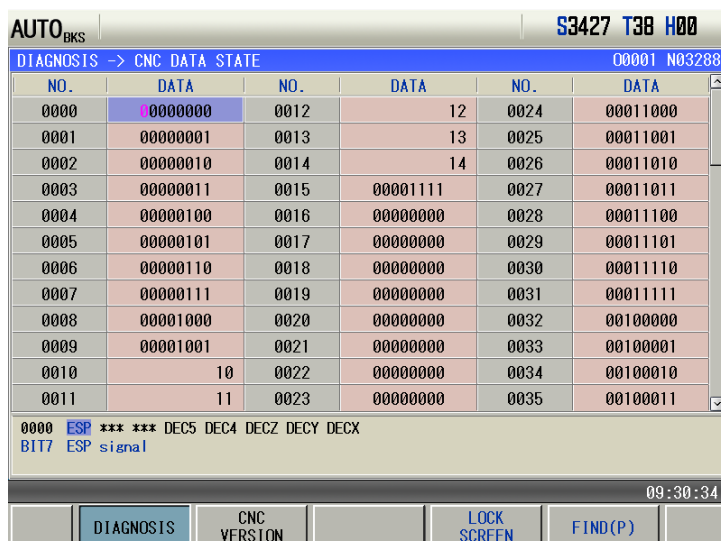 AUTO BKS S3427 T38 H00
DIAGNOSIS -> CNC DATA STATE O0001 N03288
NO. DATA NO. DATA NO. DATA
0000 00000000 0012 12 0024 00011000
0001 00000001 0013 13 0025 00011001
0002 00000010 0014 14 0026 00011010
0003 00000011 0015 00001111 0027 00011011
0004 00000100 0016 00000000 0028 00011100
0005 00000101 0017 00000000 0029 00011101
0006 00000110 0018 00000000 0030 00011110
0007 00000111 0019 00000000 0031 00011111
0008 00001000 0020 00000000 0032 00100000
0009 00001001 0021 00000000 0033 00100001
0010 10 0022 00000000 0034 00100010
0011 11 0023 00000000 0035 00100011
0000 ESP *** *** DEC5 DEC4 DECZ DECY DECX
BIT7 ESP signal
09:30:34
DIAGNOSIS CNC VERSION LOCK SCREEN FIND(P)